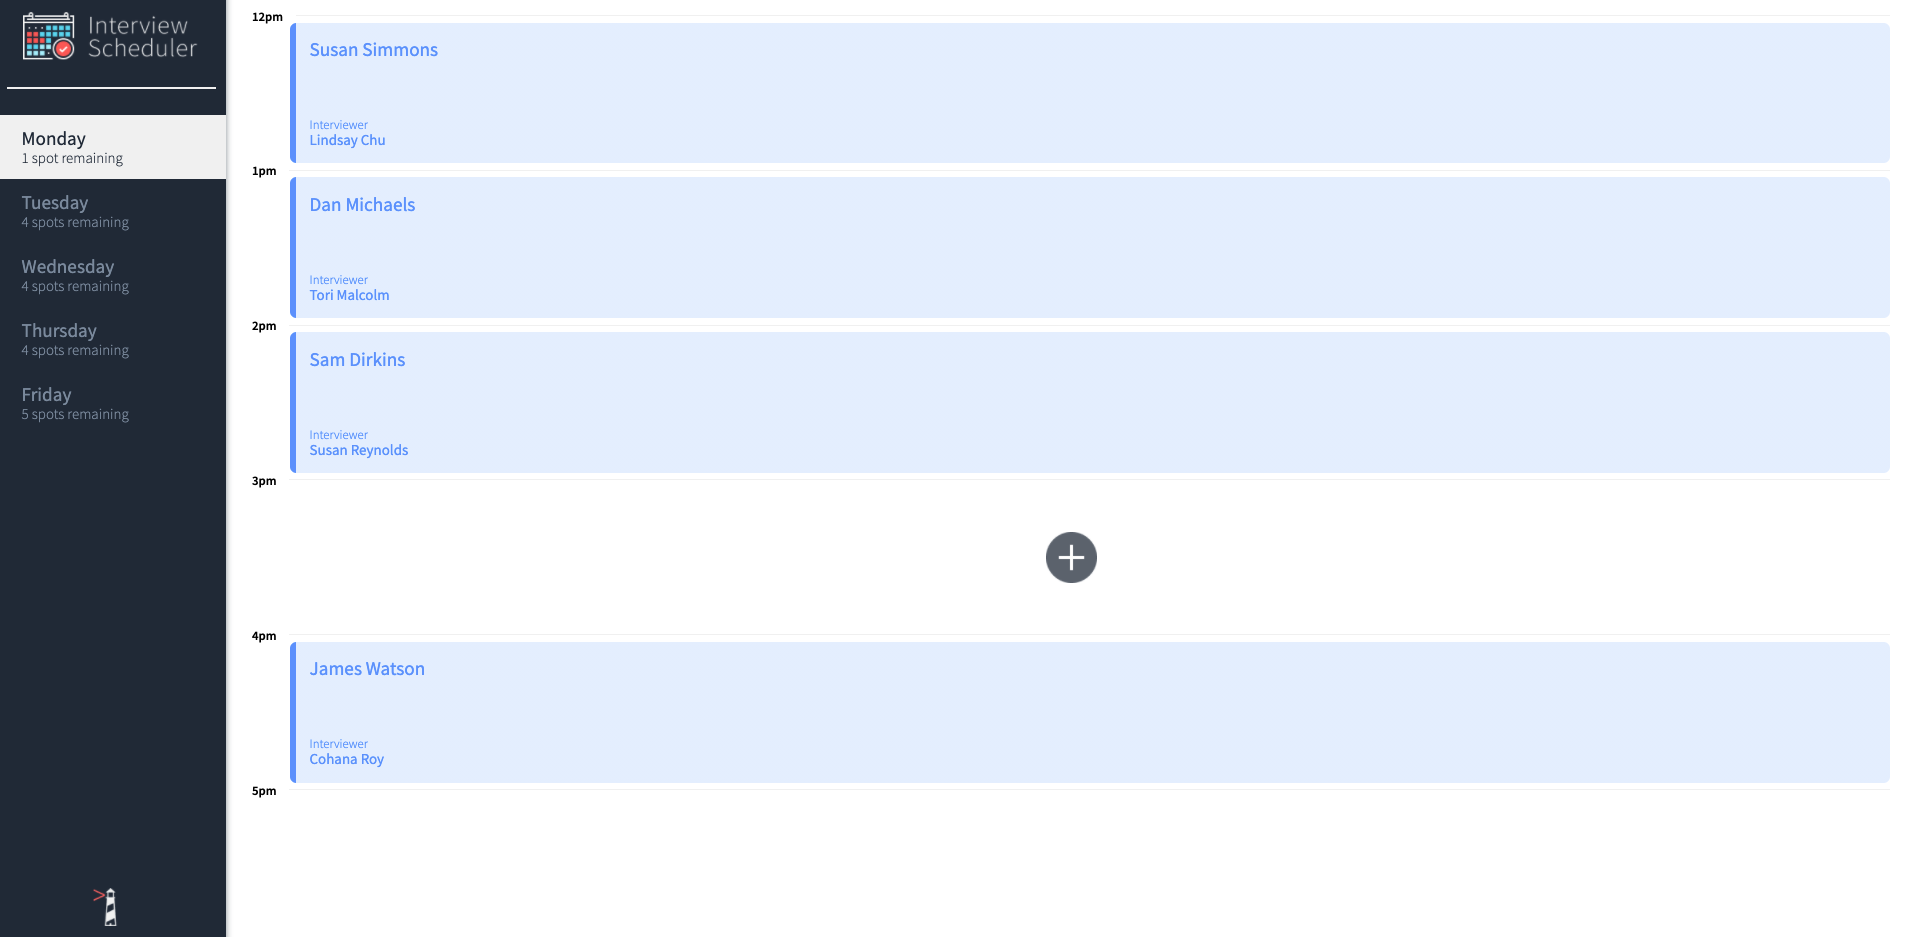 Interview
Scheduler
Monday
1 spot remaining
Tuesday
4 spots remaining
Wednesday
4 spots remaining
Thursday
4 spots remaining
Friday
5 spots remaining
12pm
Susan Simmons
Interviewer
Lindsay Chu
1pm
Dan Michaels
Interviewer
Tori Malcolm
2pm
Sam Dirkins
Interviewer
Susan Reynolds
3pm
4pm
James Watson
Interviewer
Cohana Roy
5pm